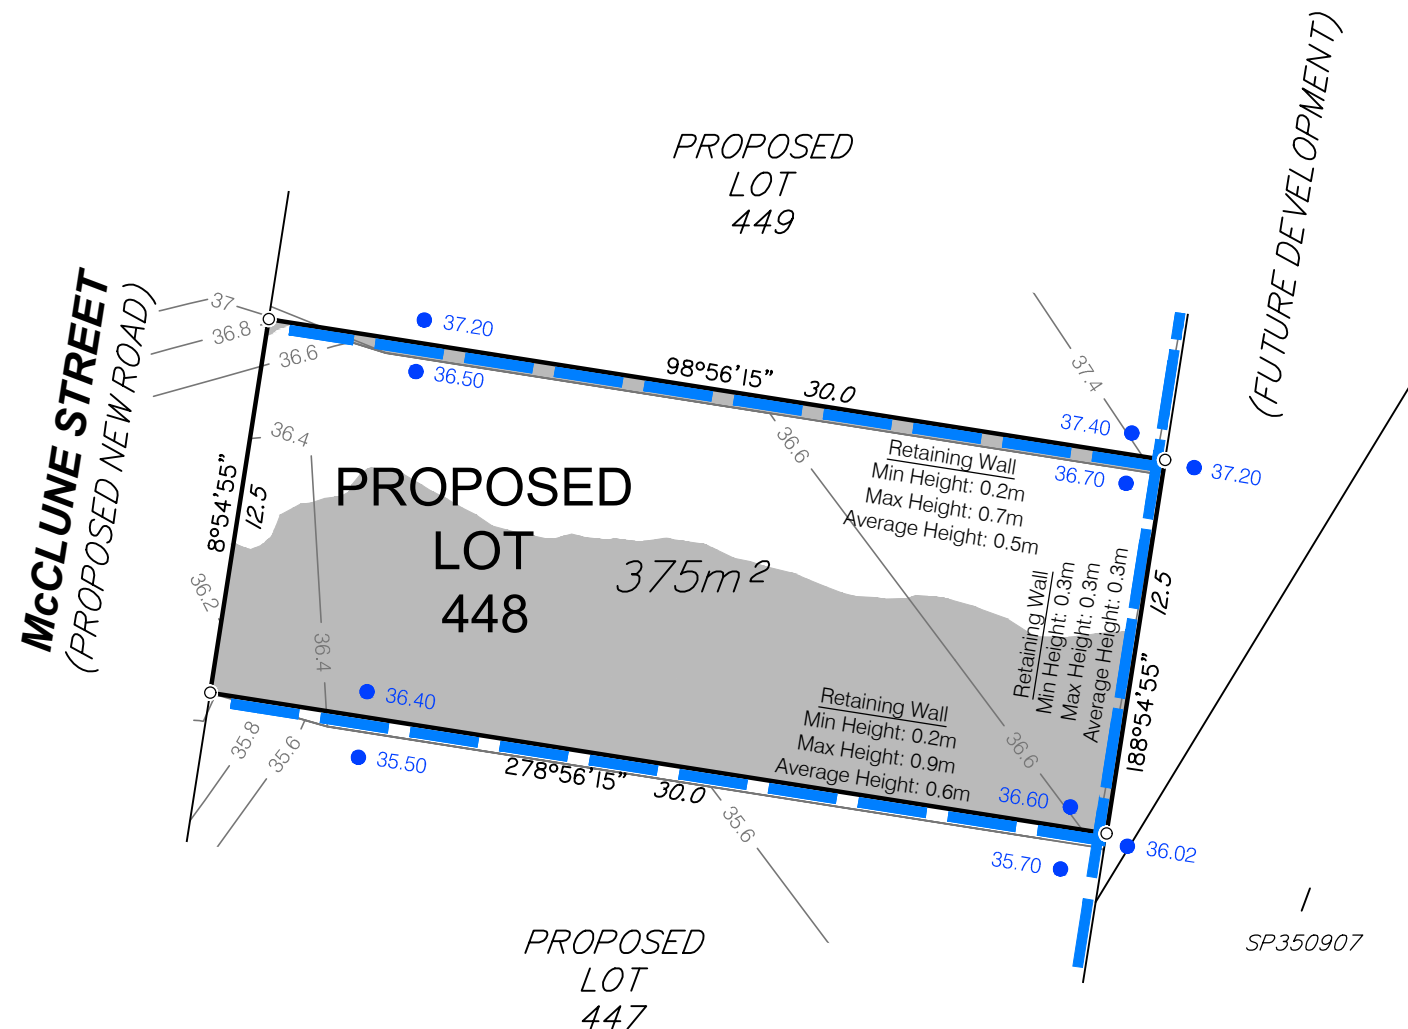 PROPOSED
LOT
449
(FUTURE DEVELOPMENT)
McCLUNE STREET
(PROPOSED NEW ROAD)
37
36.8
36.6
37.20
36.50
98°56'15"
30.0
37.4
37.40
36.70
37.20
36.4
36.6
Retaining Wall
Min Height: 0.2m
Max Height: 0.7m
Average Height: 0.5m
8°54'55"
12.5
PROPOSED
LOT
448
375m²
Retaining Wall
Min Height: 0.3m
Max Height: 0.3m
Average Height: 0.3m
12.5
188°54'55"
36.2
36.4
36.40
Retaining Wall
Min Height: 0.2m
Max Height: 0.9m
Average Height: 0.6m
36.6
36.60
35.8
35.6
35.50
278°56'15"
30.0
35.6
35.70
36.02
PROPOSED
LOT
447
SP350907